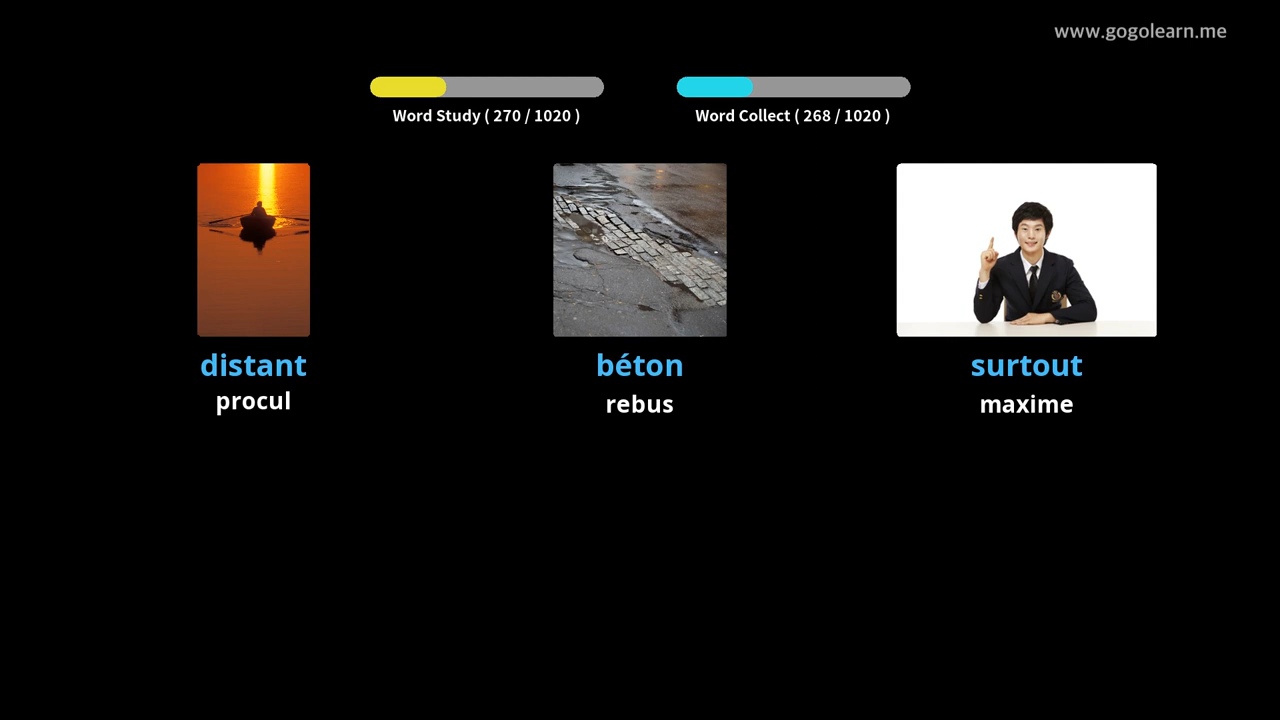 www.gogolearn.me
Word Study ( 270 / 1020 )
Word Collect ( 268 / 1020 )
distant
procul
béton
rebus
surtout
maxime